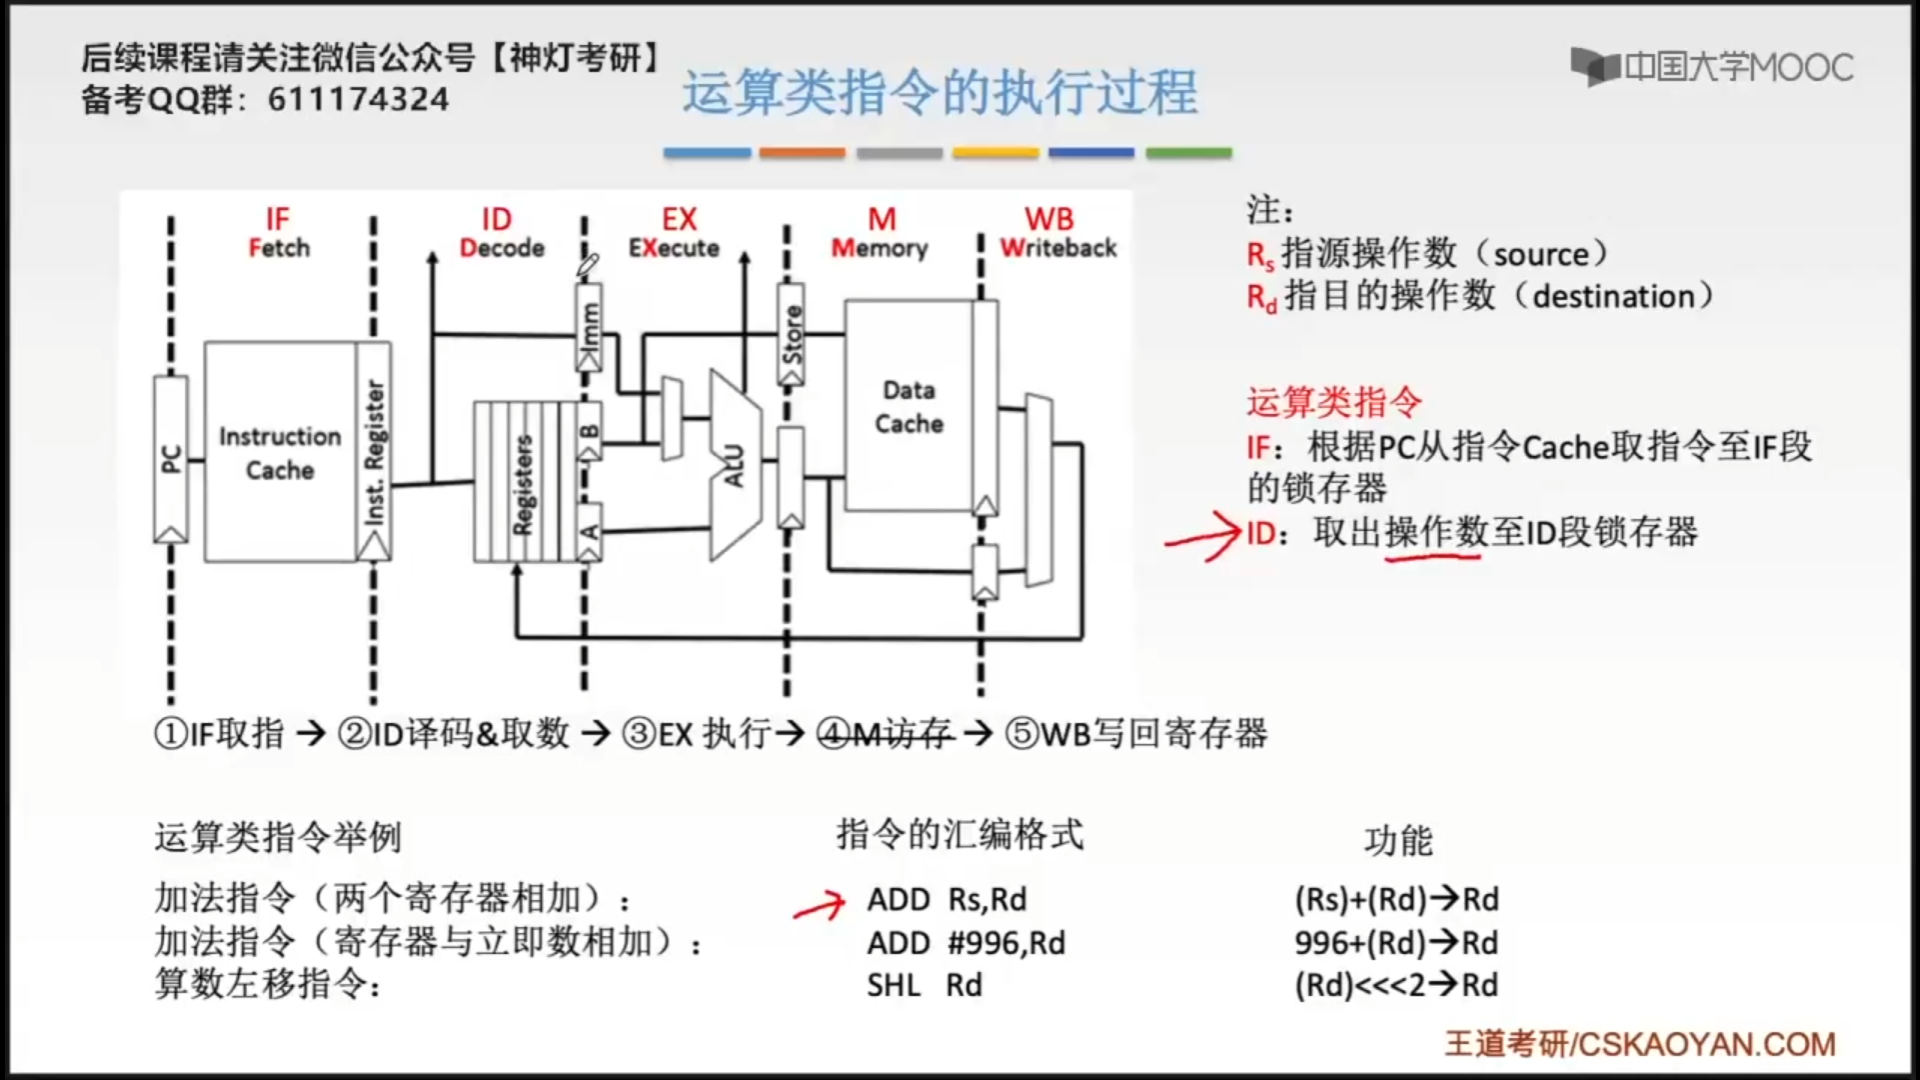 后续课程请关注微信公众号【神灯考研】
备考QQ群：611174324
中国大学MOOC
运算类指令的执行过程
IF
Fetch
ID
Decode
EX
EXecute
M
Memory
WB
Writeback
PC
Instruction
Cache
Inst. Register
Registers
Imm
B
A
ALU
Store
Data
Cache
注：
Rs 指源操作数（source）
Rd 指目的操作数（destination）
运算类指令
IF：根据PC从指令Cache取指令至IF段
的锁存器
ID：取出操作数至ID段锁存器
①IF取指 → ②ID译码&取数 → ③EX 执行→ ④M访存 → ⑤WB写回寄存器
运算类指令举例 指令的汇编格式 功能
加法指令（两个寄存器相加）： ADD Rs,Rd (Rs)+(Rd)→Rd
加法指令（寄存器与立即数相加）： ADD #996,Rd 996+(Rd)→Rd
算数左移指令： SHL Rd (Rd)<<<2→Rd
王道考研/CSKAOYAN.COM